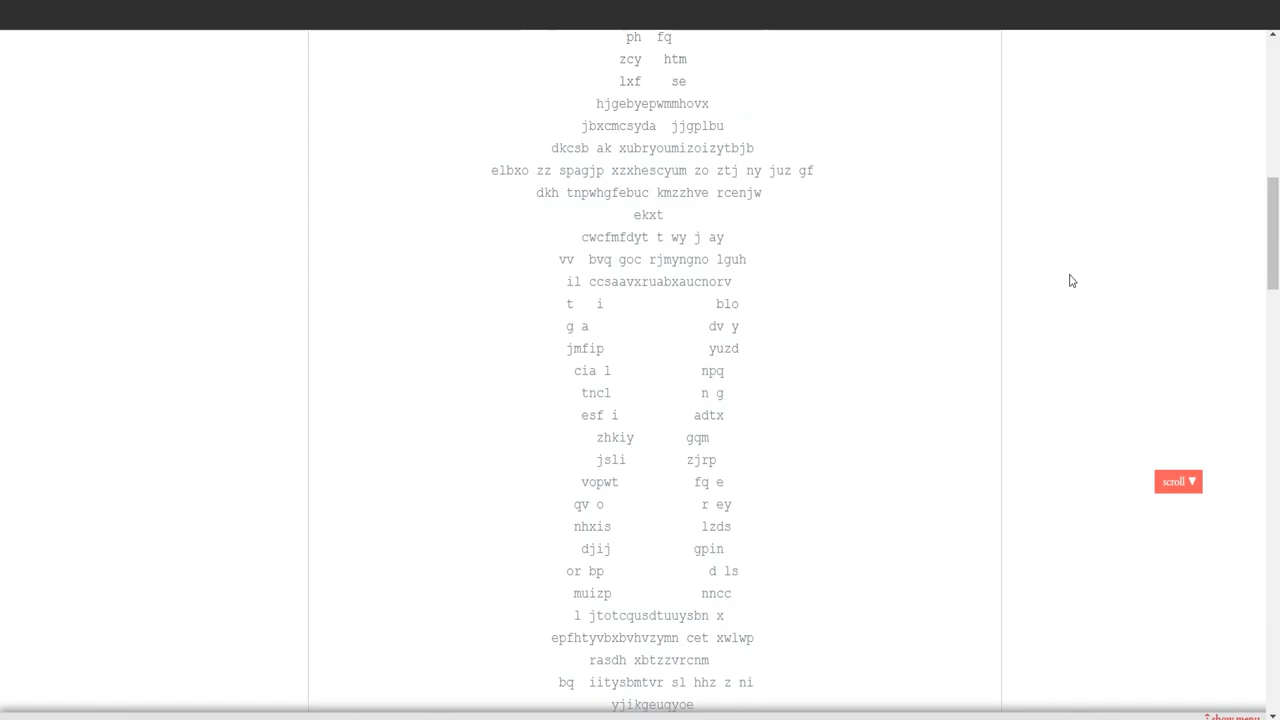 ph  fq
zcy   htm
lxf    se
hjgebyepwmmhovx
jbxcmcsyda  jjgplbu
dkcsb ak xubryoumizoizytbjb
elbxo zz spagjp xzxhescyum zo ztj ny juz gf
dkh tnpwhgfebuc kmzzhve rcenjw
ekxt
cwcfmfdyt t wy j ay
vv  bvq goc rjmyngno lguh
il ccsaavxruabxaucnorv
t   i               blo
g a                dv y
jmfip              yuzd
cia l            npq
tncl            n g
esf i          adtx
zhkiy       gqm
jsli        zjrp
scroll ▼
vopwt          fq e
qv o             r ey
nhxis            lzds
djij           gpin
or bp              d ls
muizp            nncc
l jtotcqusdtuuysbn x
epfhtyvbxbvhvzymn cet xwlwp
rasdh xbtzzvrcnm
bq  iitysbmtvr sl hhz z ni
yjikgeuqyoe
show menu